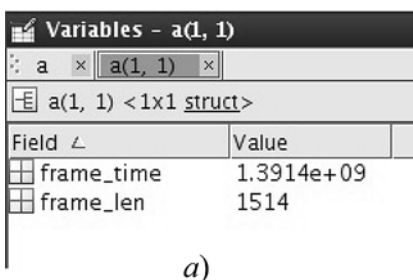 Variables - a(1, 1)
a × a(1, 1) ×
a(1, 1) <1x1 struct>
Field Value
frame_time 1.3914e+09
frame_len 1514
a)